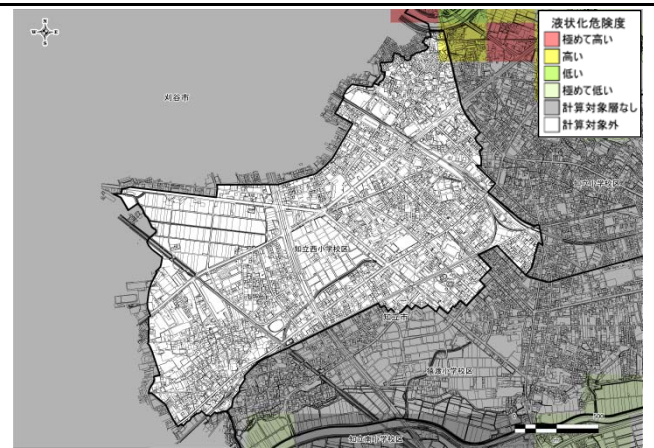 液状化危険度
極めて高い
高い
低い
極めて低い
計算対象層なし
計算対象外
刈谷市
知立西小学校区
知立市
猿渡小学校区
知立南小学校区